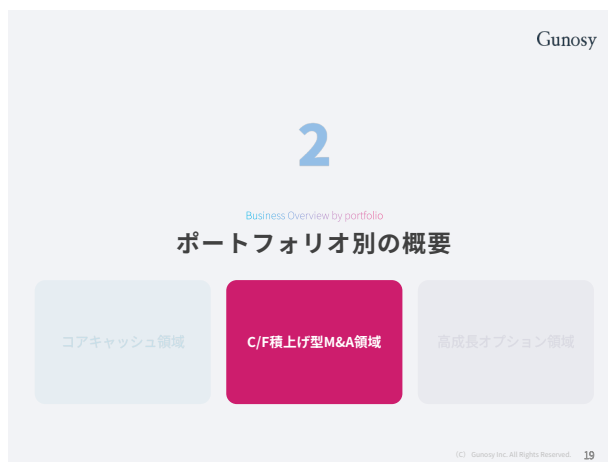 Gunosy
2
Business Overview by portfolio
ポートフォリオ別の概要
コアキャッシュ領域
C/F積上げ型M&A領域
高成長オプション領域
（C） Gunosy Inc. All Rights Reserved.
19